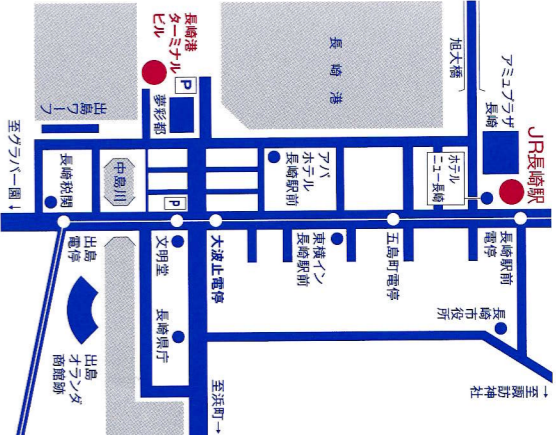 長崎港
ターミナル
ビル
P
夢彩都
出島ワーフ
至グラバー園→
長崎税関
中島川
P
長崎港
旭大橋
アミュプラザ
長崎
JR長崎駅
ホテル
ニュー長崎
アパ
ホテル
長崎駅前
長崎駅前
電停
五島町電停
東横イン
長崎駅前
大波止電停
文明堂
出島
電停
長崎県庁
出島
オランダ
商館跡
長崎
市役所
至諏訪
神社
→
至浜町→